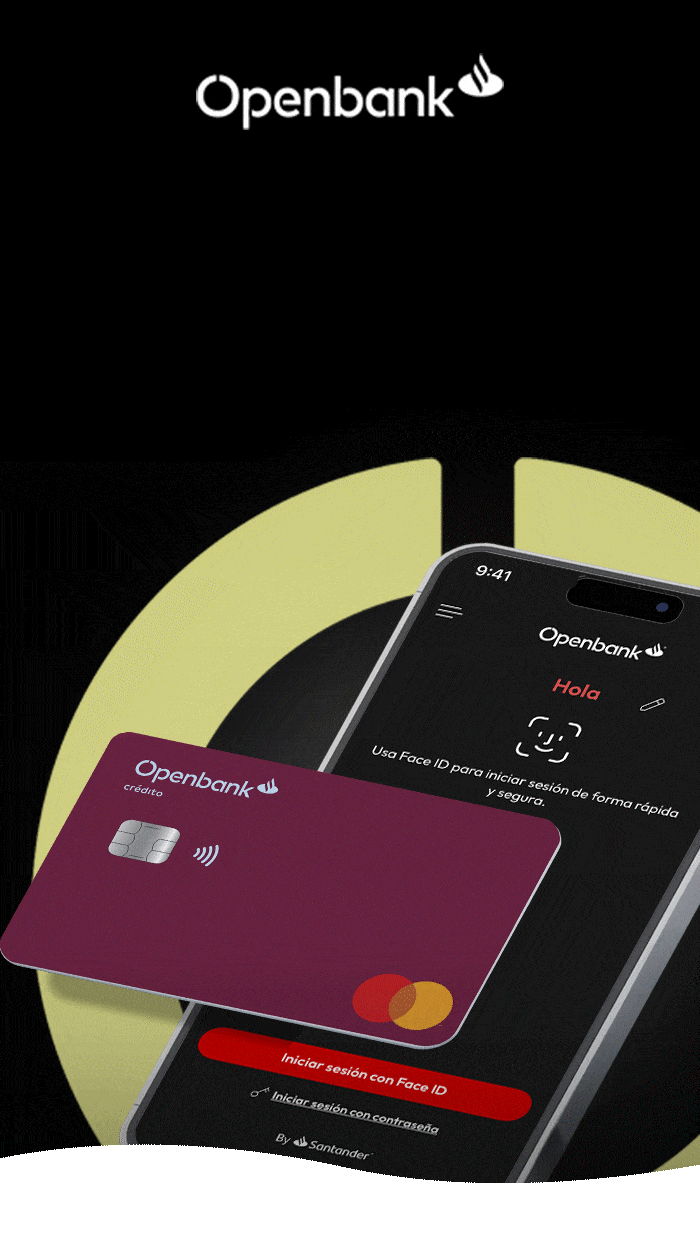 Openbank
9:41
Openbank
Hola
Usa Face ID para iniciar sesión de forma rápida
y segura.
Openbank
crédito
Iniciar sesión con Face ID
Iniciar sesión con contraseña
By Santander